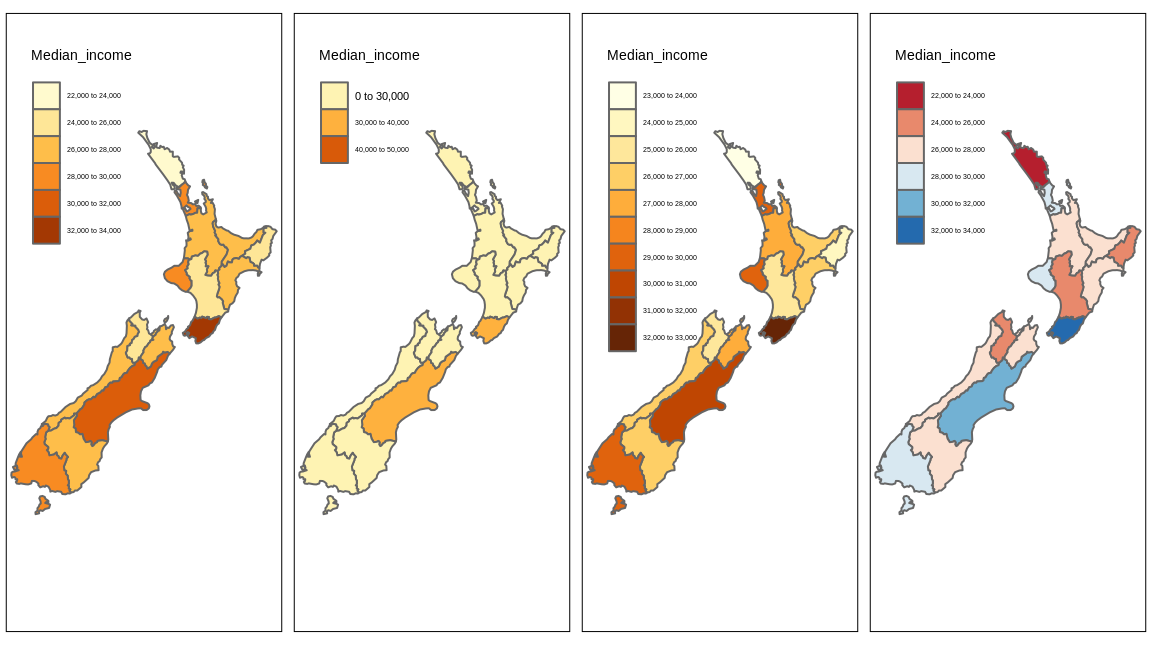 Median_income
22,000 to 24,000
24,000 to 26,000
26,000 to 28,000
28,000 to 30,000
30,000 to 32,000
32,000 to 34,000
Median_income
0 to 30,000
30,000 to 40,000
40,000 to 50,000
Median_income
23,000 to 24,000
24,000 to 25,000
25,000 to 26,000
26,000 to 27,000
27,000 to 28,000
28,000 to 29,000
29,000 to 30,000
30,000 to 31,000
31,000 to 32,000
32,000 to 33,000
Median_income
22,000 to 24,000
24,000 to 26,000
26,000 to 28,000
28,000 to 30,000
30,000 to 32,000
32,000 to 34,000